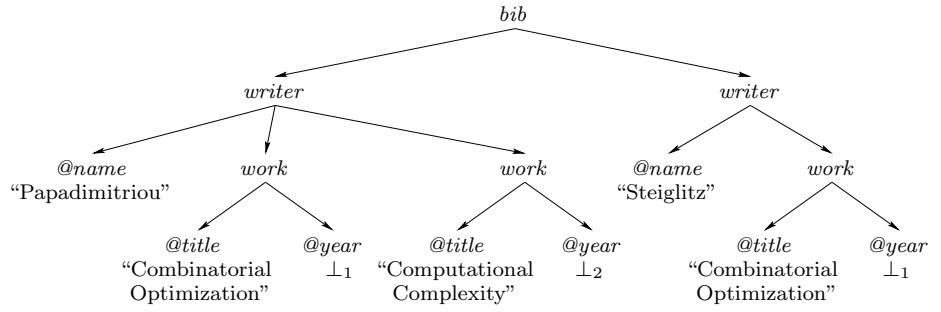 bib
writer writer
@name work work @name work
“Papadimitriou” “Steiglitz”
@title @year @title @year @title @year
“Combinatorial ⊥1 “Computational ⊥2 “Combinatorial ⊥1
Optimization” Complexity” Optimization”